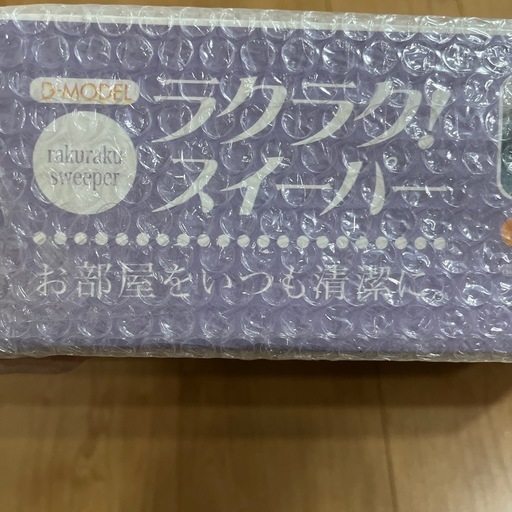 D-MODEL
rakuraku
sweeper
ラクラク!
スイーパー
お部屋をいつも清潔に。